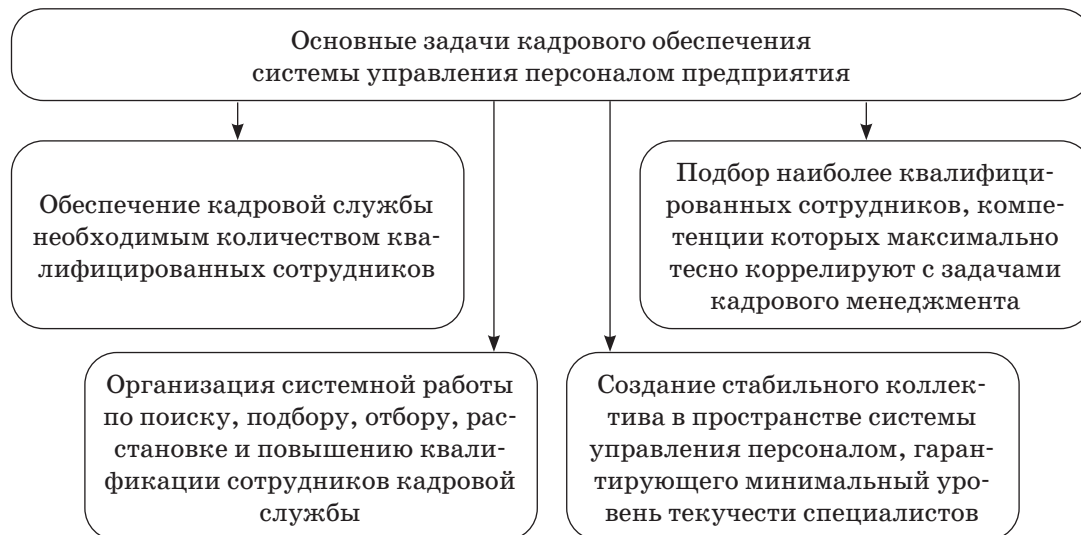 Основные задачи кадрового обеспечения
системы управления персоналом предприятия
Обеспечение кадровой службы
необходимым количеством ква-
лифицированных сотрудников
Подбор наиболее квалифици-
рованных сотрудников, компе-
тенции которых максимально
тесно коррелируют с задачами
кадрового менеджмента
Организация системной работы
по поиску, подбору, отбору, рас-
становке и повышению квали-
фикации сотрудников кадровой
службы
Создание стабильного коллек-
тива в пространстве системы
управления персоналом, гаран-
тирующего минимальный уро-
вень текучести специалистов